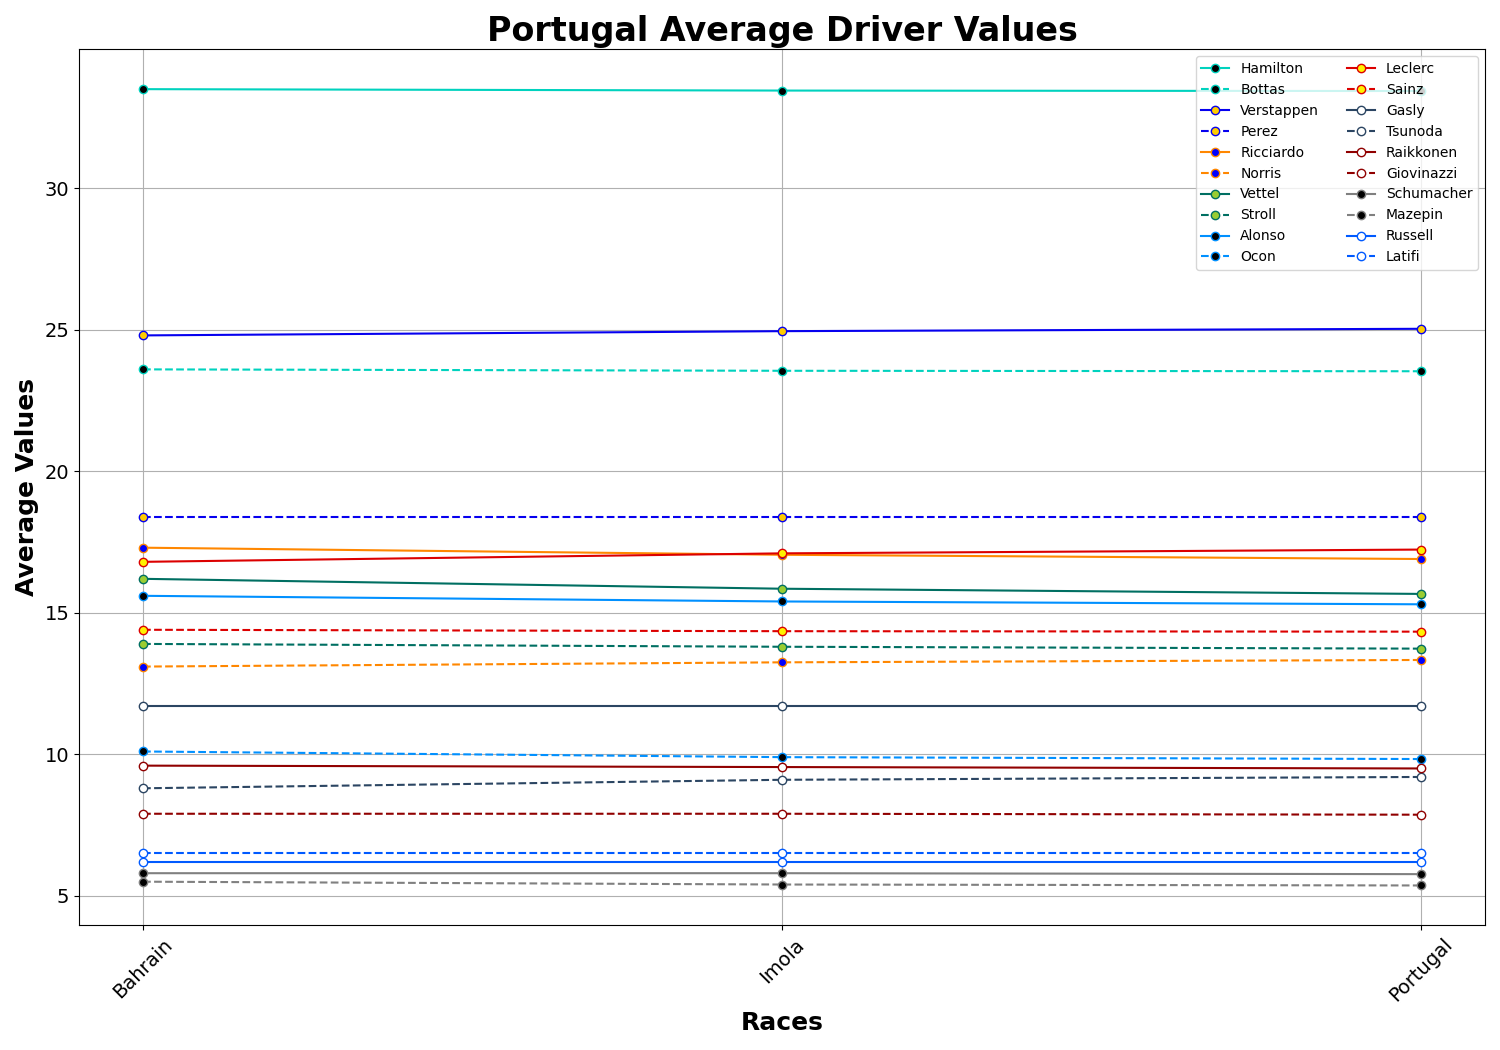 Portugal Average Driver Values
Hamilton
Bottas
Verstappen
Perez
Ricciardo
Norris
Vettel
Stroll
Alonso
Ocon
Leclerc
Sainz
Gasly
Tsunoda
Raikkonen
Giovinazzi
Schumacher
Mazepin
Russell
Latifi
Average Values
30
25
20
15
10
5
Bahrain
Imola
Portugal
Races